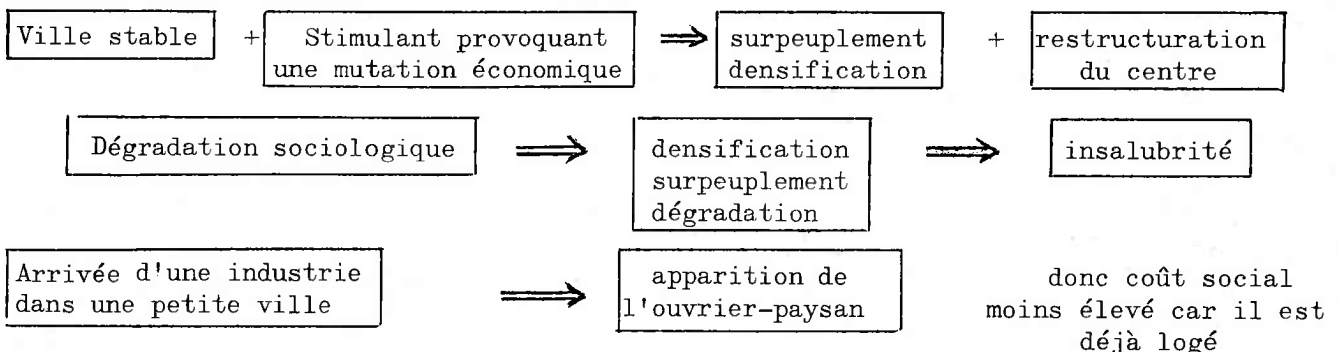 Ville stable + Stimulant provoquant une mutation économique ⇒ surpeuplement densification + restructuration du centre
Dégradation sociologique ⇒ densification surpeuplement dégradation ⇒ insalubrité
Arrivée d'une industrie dans une petite ville ⇒ apparition de l'ouvrier-paysan donc coût social moins élevé car il est déjà logé